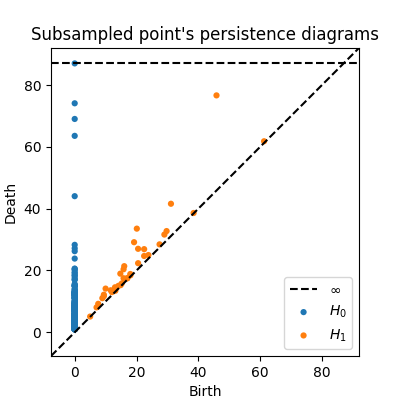 Subsampled point's persistence diagrams
Death
80
60
40
20
0
∞
H₀
H₁
0 20 40 60 80
Birth